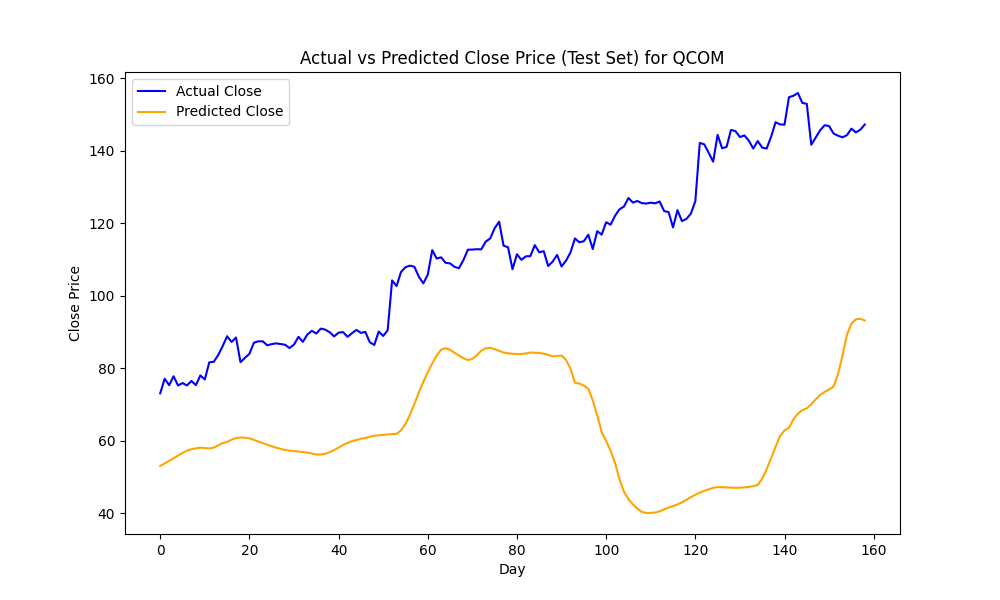 Actual vs Predicted Close Price (Test Set) for QCOM
Actual Close
Predicted Close
Close Price
160
140
120
100
80
60
40
0 20 40 60 80 100 120 140 160
Day